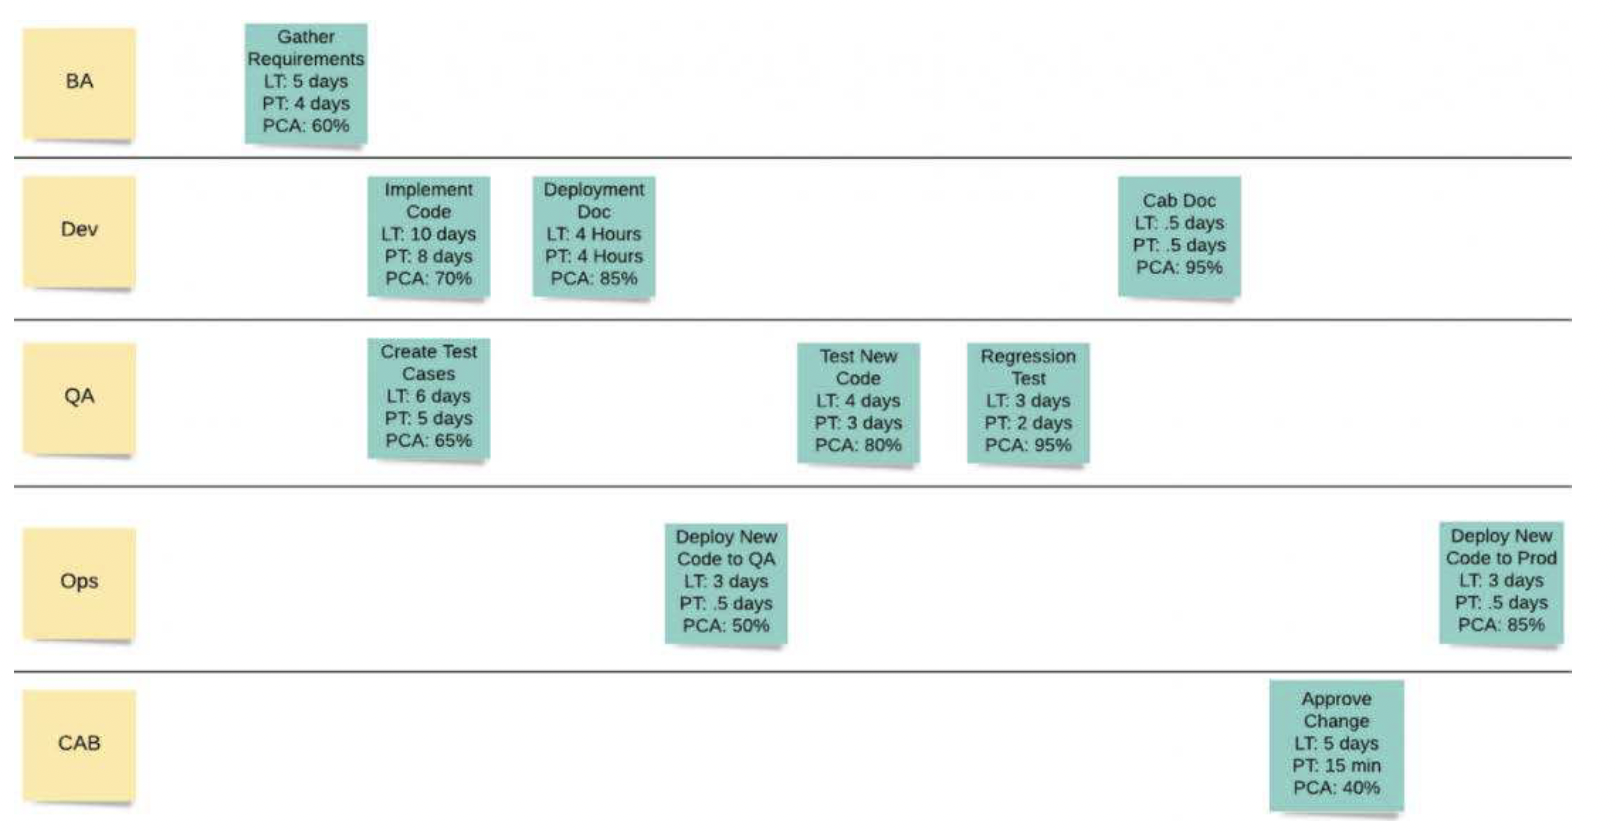 BA
Gather
Requirements
LT: 5 days
PT: 4 days
PCA: 60%
Dev
Implement
Code
LT: 10 days
PT: 8 days
PCA: 70%
Deployment
Doc
LT: 4 Hours
PT: 4 Hours
PCA: 85%
Cab Doc
LT: .5 days
PT: .5 days
PCA: 95%
QA
Create Test
Cases
LT: 6 days
PT: 5 days
PCA: 65%
Test New
Code
LT: 4 days
PT: 3 days
PCA: 80%
Regression
Test
LT: 3 days
PT: 2 days
PCA: 95%
Ops
Deploy New
Code to QA
LT: 3 days
PT: .5 days
PCA: 50%
Deploy New
Code to Prod
LT: 3 days
PT: .5 days
PCA: 85%
CAB
Approve
Change
LT: 5 days
PT: 15 min
PCA: 40%